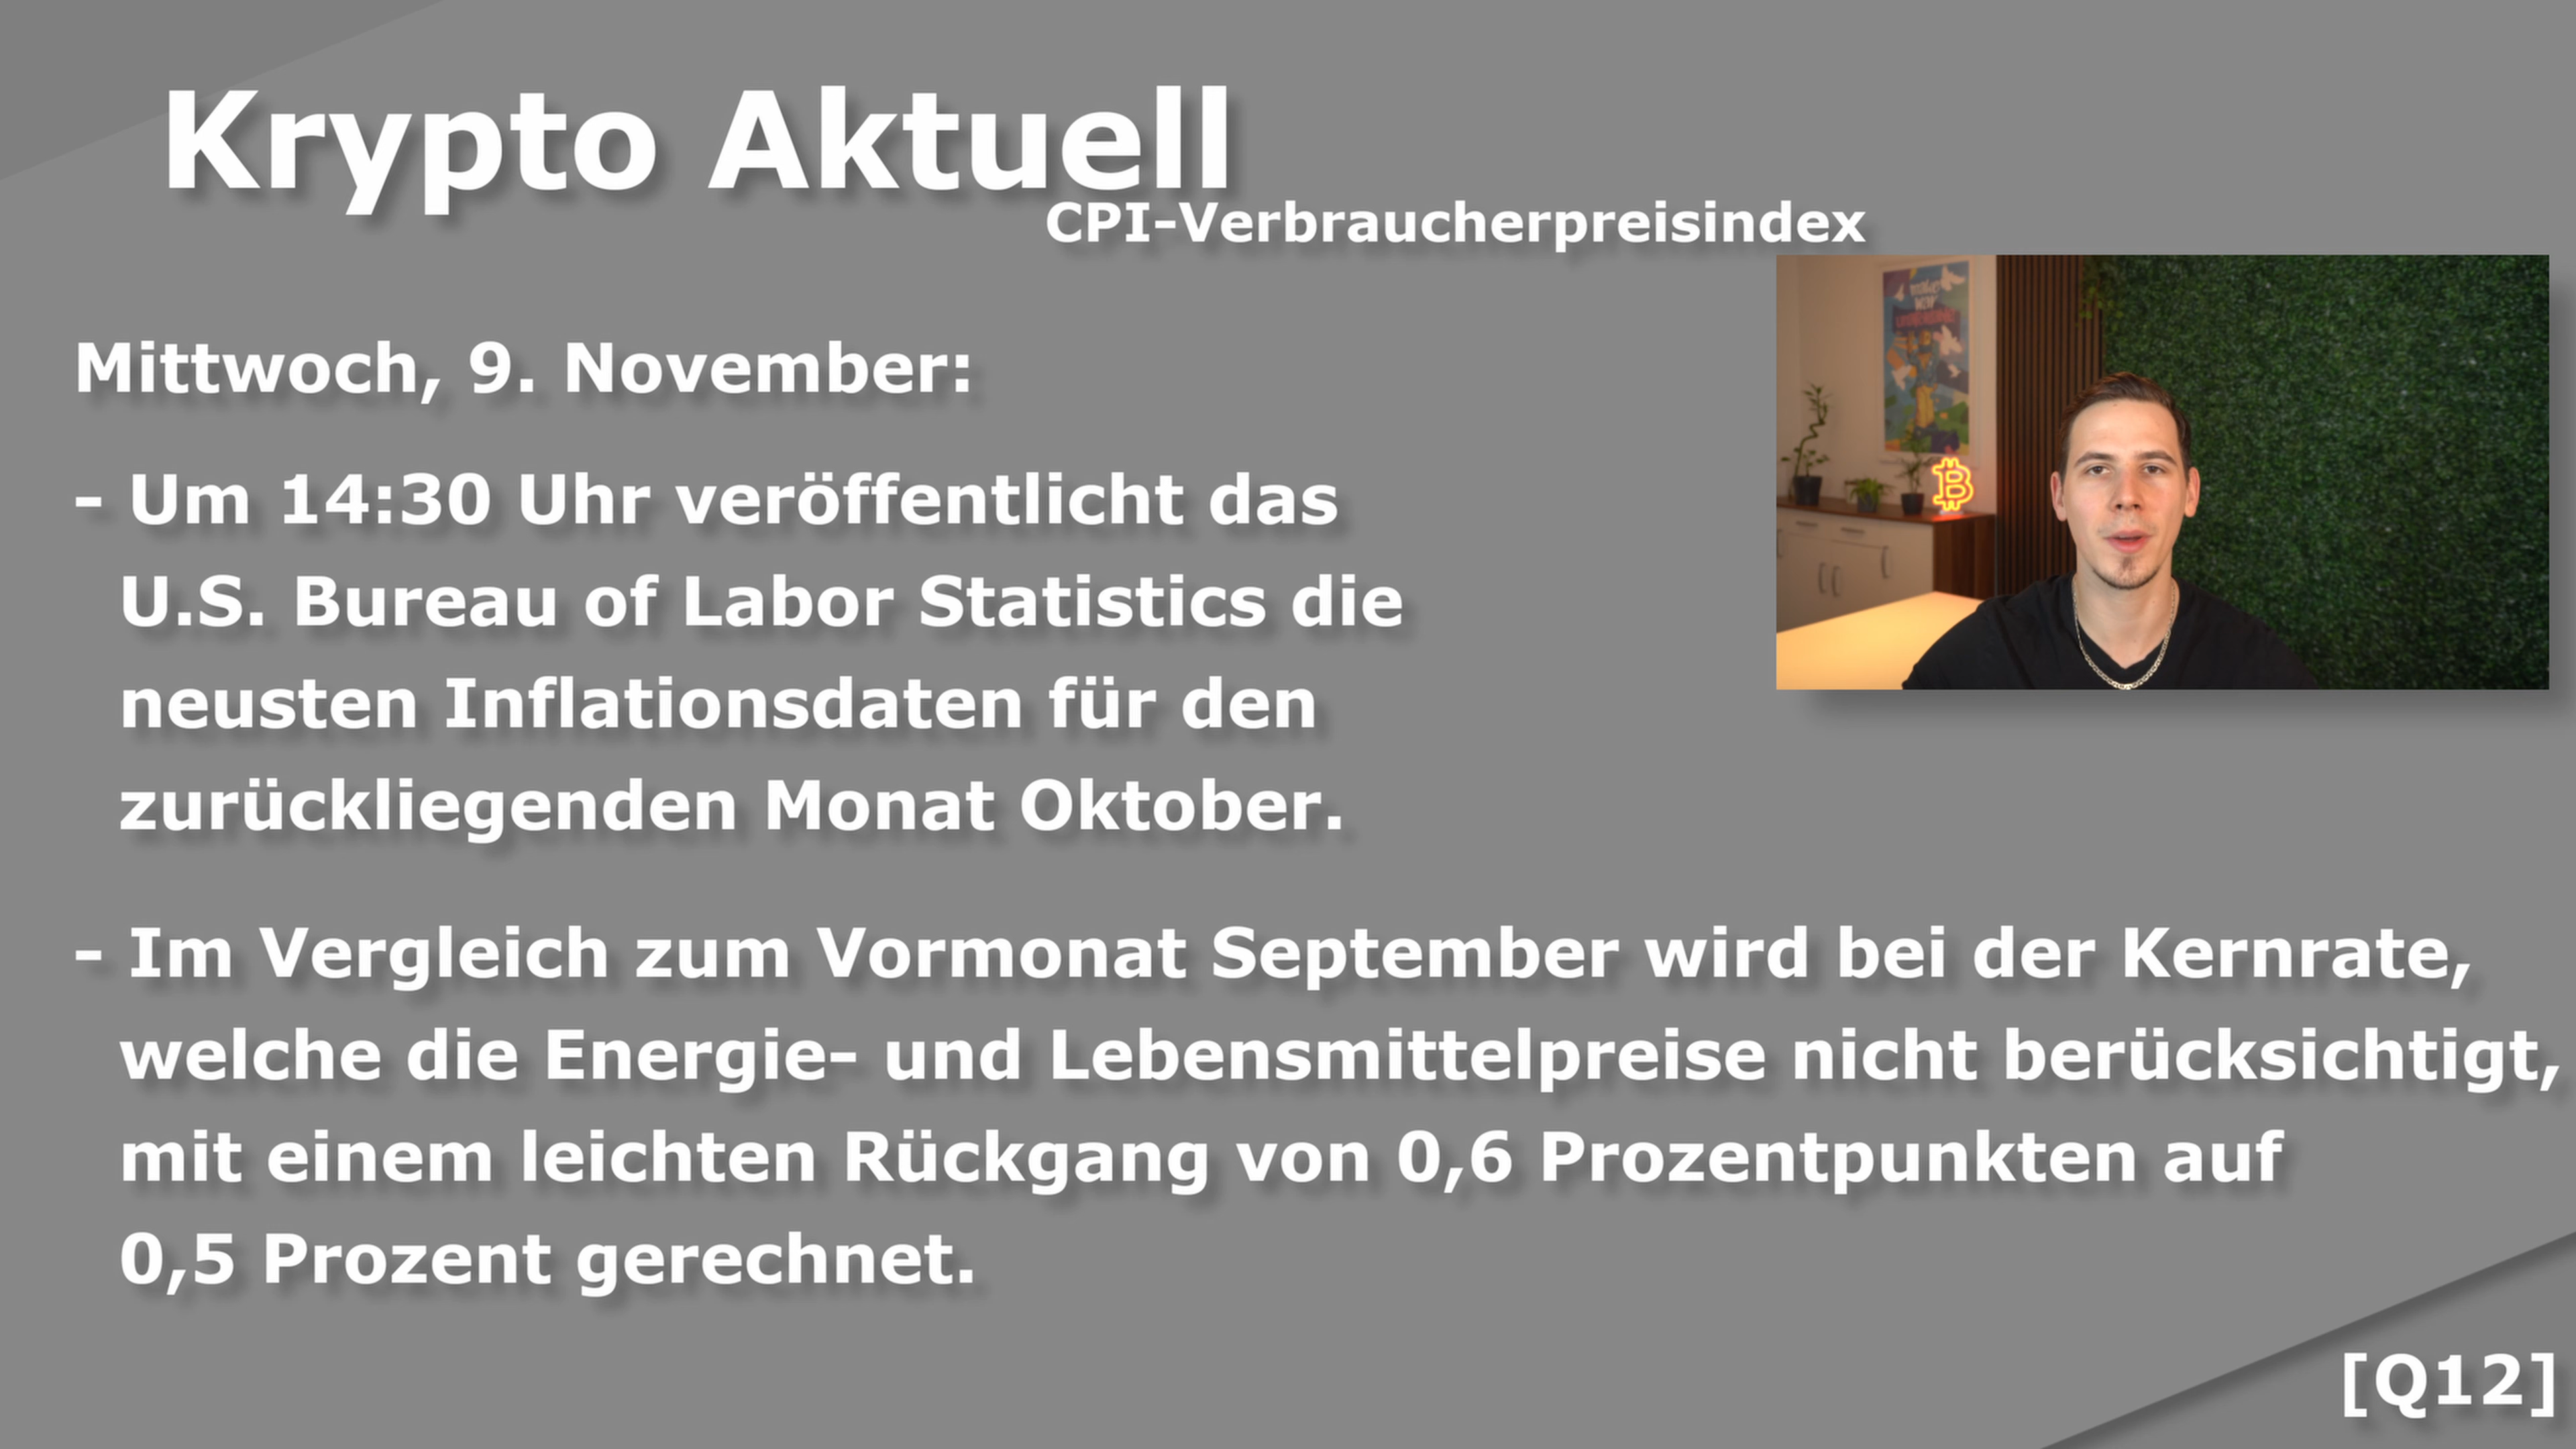 Krypto Aktuell
CPI-Verbraucherpreisindex
Mittwoch, 9. November:
- Um 14:30 Uhr veröffentlicht das
U.S. Bureau of Labor Statistics die
neusten Inflationsdaten für den
zurückliegenden Monat Oktober.
- Im Vergleich zum Vormonat September wird bei der Kernrate,
welche die Energie- und Lebensmittelpreise nicht berücksichtigt,
mit einem leichten Rückgang von 0,6 Prozentpunkten auf
0,5 Prozent gerechnet.
[Q12]